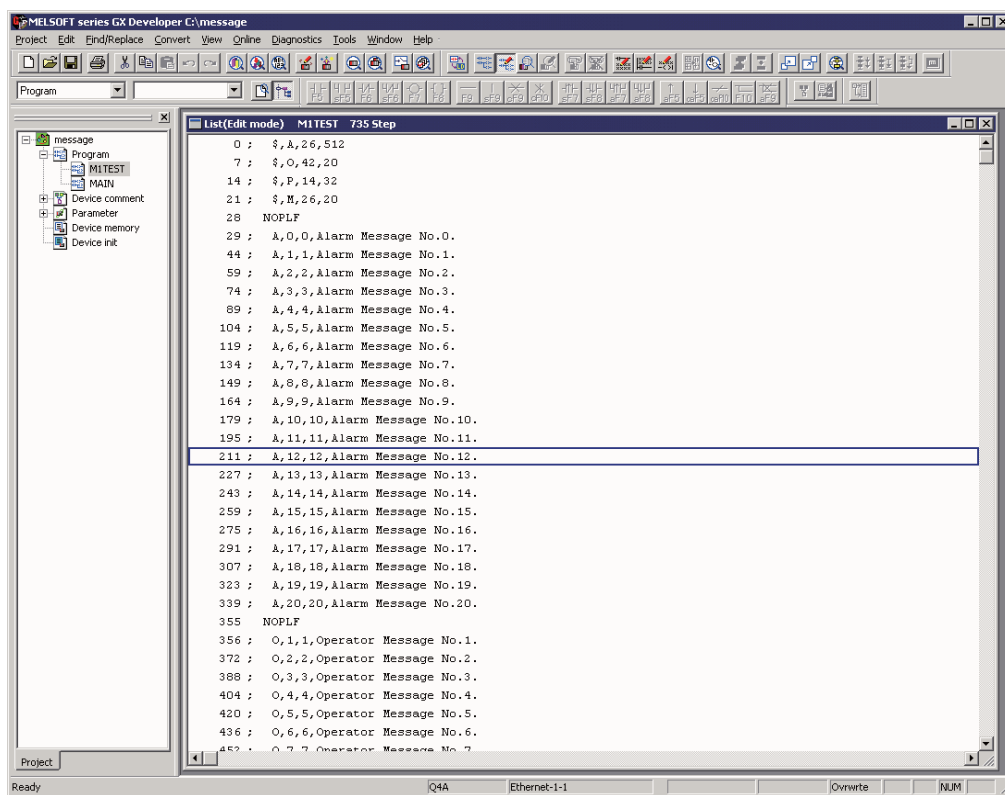 MELSOFT series GX Developer C:\message
Project Edit Find/Replace Convert View Online Diagnostics Tools Window Help
Program
message
Program
M1TEST
MAIN
Device comment
Parameter
Device memory
Device init
Project
List(Edit mode) M1TEST 735 Step
0 ; $,A,26,512
7 ; $,O,42,20
14 ; $,P,14,32
21 ; $,M,26,20
28 NOPLF
29 ; A,0,0,Alarm Message No.0.
44 ; A,1,1,Alarm Message No.1.
59 ; A,2,2,Alarm Message No.2.
74 ; A,3,3,Alarm Message No.3.
89 ; A,4,4,Alarm Message No.4.
104 ; A,5,5,Alarm Message No.5.
119 ; A,6,6,Alarm Message No.6.
134 ; A,7,7,Alarm Message No.7.
149 ; A,8,8,Alarm Message No.8.
164 ; A,9,9,Alarm Message No.9.
179 ; A,10,10,Alarm Message No.10.
195 ; A,11,11,Alarm Message No.11.
211 ; A,12,12,Alarm Message No.12.
227 ; A,13,13,Alarm Message No.13.
243 ; A,14,14,Alarm Message No.14.
259 ; A,15,15,Alarm Message No.15.
275 ; A,16,16,Alarm Message No.16.
291 ; A,17,17,Alarm Message No.17.
307 ; A,18,18,Alarm Message No.18.
323 ; A,19,19,Alarm Message No.19.
339 ; A,20,20,Alarm Message No.20.
355 NOPLF
356 ; O,1,1,Operator Message No.1.
372 ; O,2,2,Operator Message No.2.
388 ; O,3,3,Operator Message No.3.
404 ; O,4,4,Operator Message No.4.
420 ; O,5,5,Operator Message No.5.
436 ; O,6,6,Operator Message No.6.
452 ; O,7,7,Operator Message No.7.
Ready Q4A Ethernet-1-1 Ovrwrte NUM